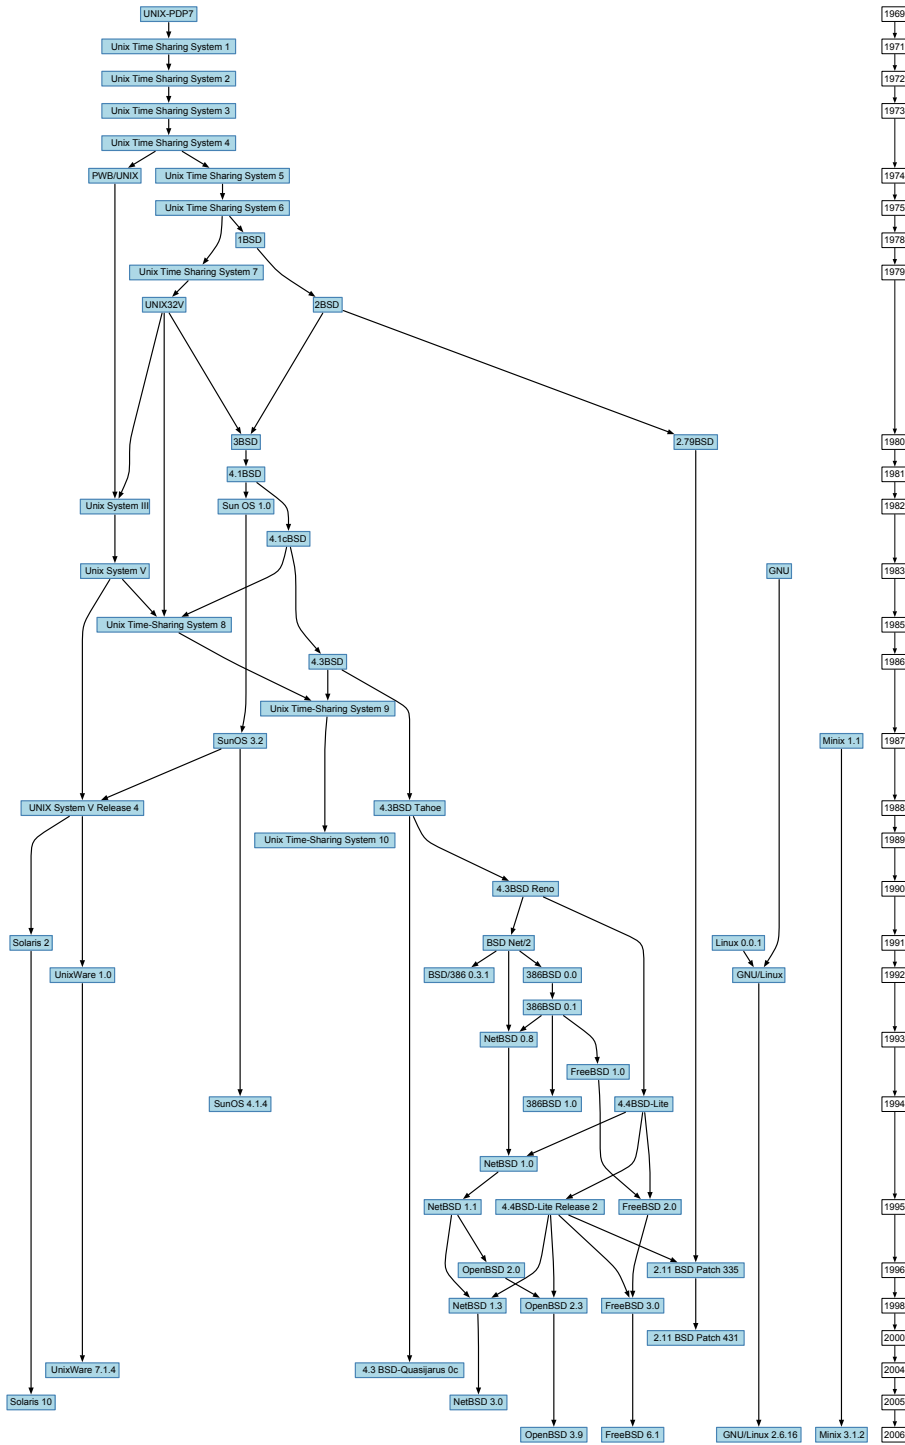 UNIX-PDP7 1969
Unix Time Sharing System 1 1971
Unix Time Sharing System 2 1972
Unix Time Sharing System 3 1973
Unix Time Sharing System 4
PWB/UNIX Unix Time Sharing System 5 1974
Unix Time Sharing System 6 1975
1BSD 1978
Unix Time Sharing System 7 1979
UNIX32V 2BSD
3BSD 2.79BSD 1980
4.1BSD 1981
Unix System III Sun OS 1.0 1982
4.1cBSD
Unix System V GNU 1983
Unix Time-Sharing System 8 1985
4.3BSD 1986
Unix Time-Sharing System 9
SunOS 3.2 Minix 1.1 1987
UNIX System V Release 4 4.3BSD Tahoe 1988
Unix Time-Sharing System 10 1989
4.3BSD Reno 1990
Solaris 2 BSD Net/2 Linux 0.0.1 1991
UnixWare 1.0 BSD/386 0.3.1 386BSD 0.0 GNU/Linux 1992
386BSD 0.1
NetBSD 0.8 1993
FreeBSD 1.0
SunOS 4.1.4 386BSD 1.0 4.4BSD-Lite 1994
NetBSD 1.0
NetBSD 1.1 4.4BSD-Lite Release 2 FreeBSD 2.0 1995
OpenBSD 2.0 2.11 BSD Patch 335 1996
NetBSD 1.3 OpenBSD 2.3 FreeBSD 3.0 1998
2.11 BSD Patch 431 2000
UnixWare 7.1.4 4.3 BSD-Quasijarus 0c 2004
Solaris 10 NetBSD 3.0 2005
OpenBSD 3.9 FreeBSD 6.1 GNU/Linux 2.6.16 Minix 3.1.2 2006